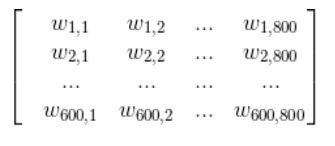 w1,1 w1,2 ... w1,800
w2,1 w2,2 ... w2,800
... ... ... ...
w600,1 w600,2 ... w600,800